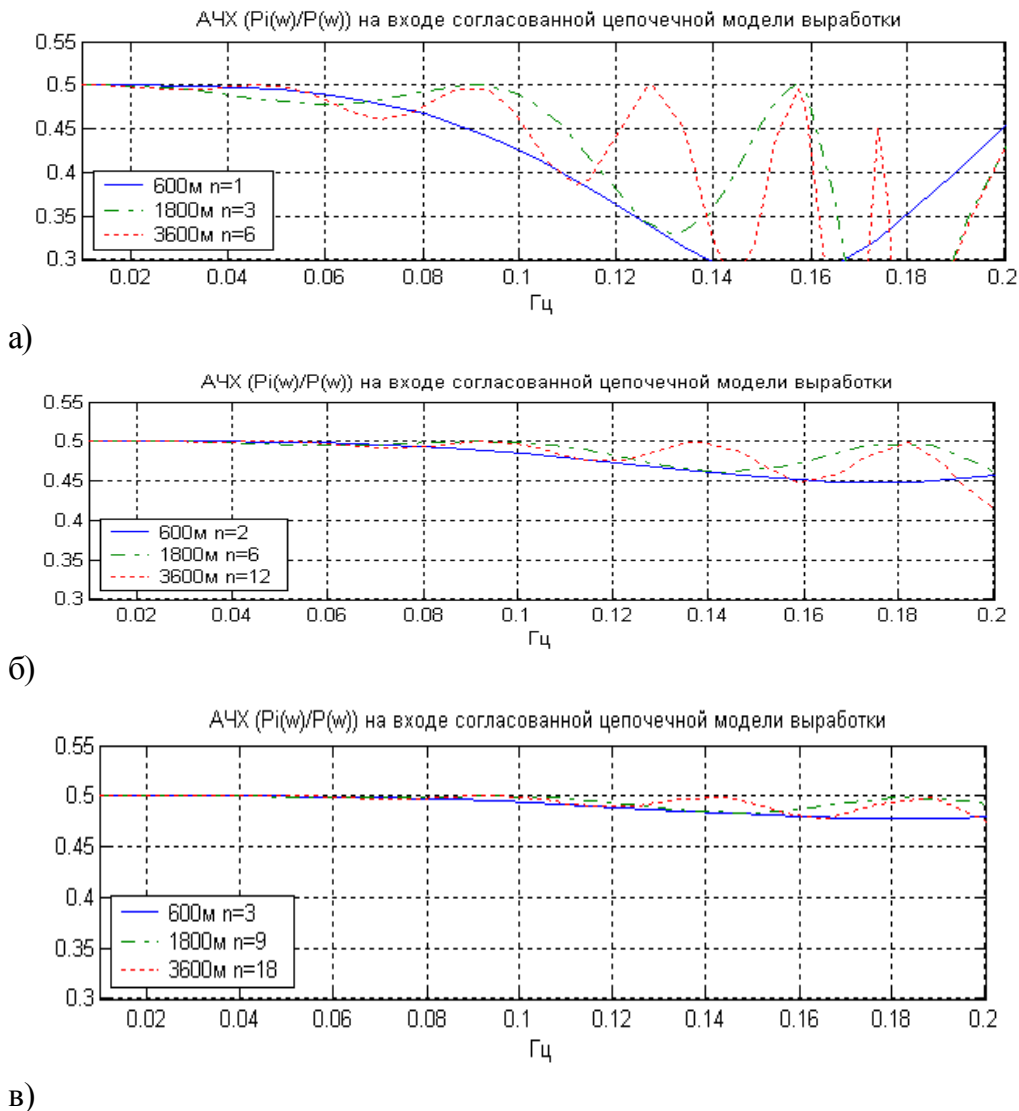 АЧХ (Pi(w)/P(w)) на входе согласованной цепочечной модели выработки
0.55
0.5
0.45
0.4
0.35
0.3
600м n=1
1800м n=3
3600м n=6
0.02 0.04 0.06 0.08 0.1 0.12 0.14 0.16 0.18 0.2
Гц
а)
АЧХ (Pi(w)/P(w)) на входе согласованной цепочечной модели выработки
0.55
0.5
0.45
0.4
0.35
0.3
600м n=2
1800м n=6
3600м n=12
0.02 0.04 0.06 0.08 0.1 0.12 0.14 0.16 0.18 0.2
Гц
б)
АЧХ (Pi(w)/P(w)) на входе согласованной цепочечной модели выработки
0.55
0.5
0.45
0.4
0.35
0.3
600м n=3
1800м n=9
3600м n=18
0.02 0.04 0.06 0.08 0.1 0.12 0.14 0.16 0.18 0.2
Гц
в)